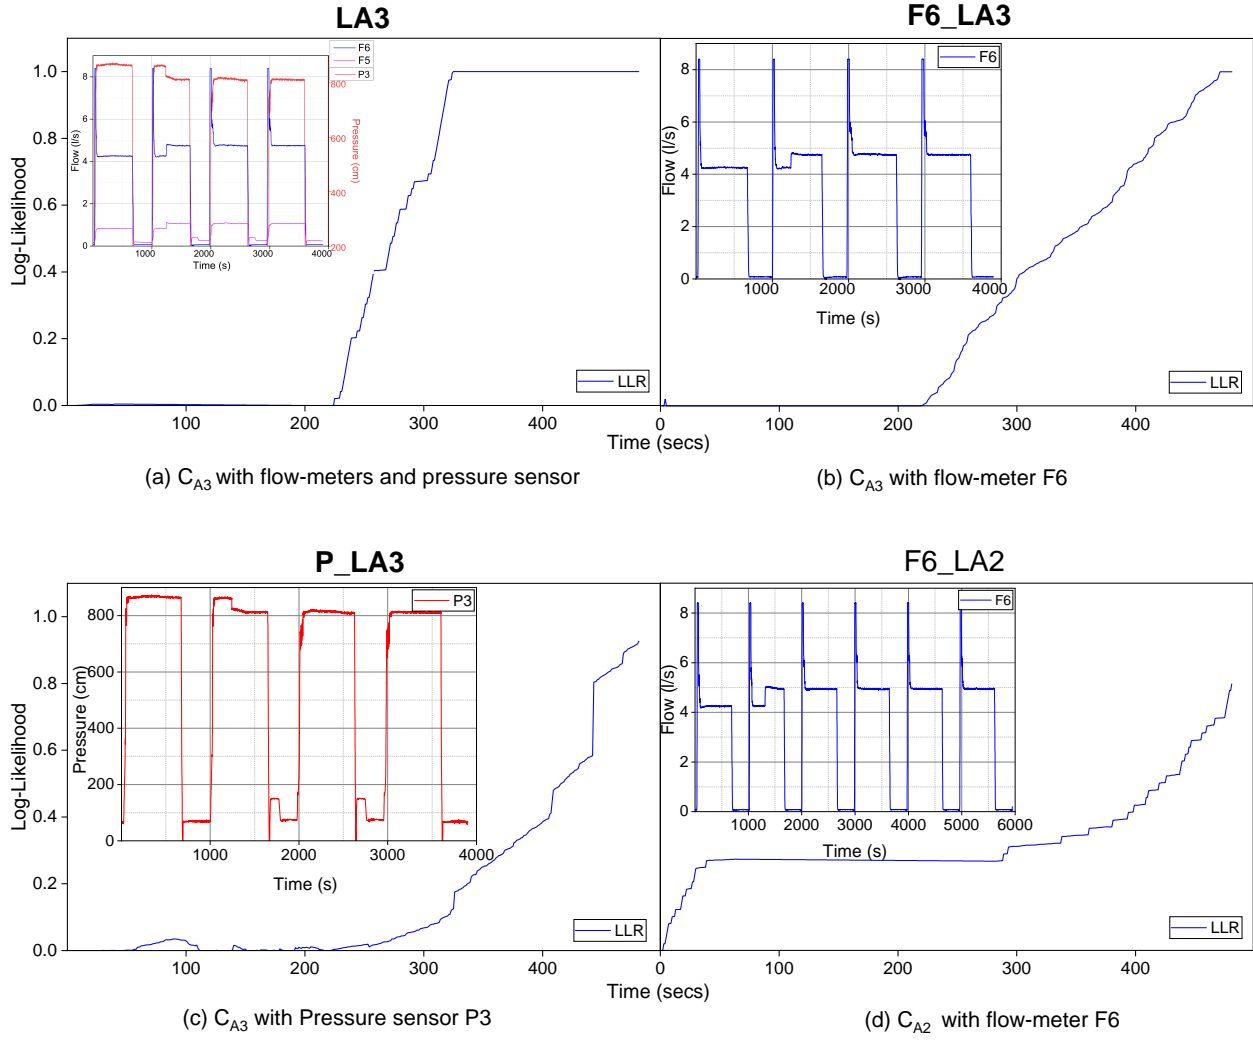 LA3
F6_LA3
Log-Likelihood
1.0
0.8
0.6
0.4
0.2
0.0
100
200
300
400
LLR
F6
F5
P3
Flow (l/s)
8
6
4
2
0
1000
2000
3000
4000
Time (s)
Pressure (cm)
800
600
400
200
Flow (l/s)
8
6
4
2
0
1000
2000
3000
4000
Time (s)
F6
LLR
0
100
200
300
400
Time (secs)
(a) CA3 with flow-meters and pressure sensor
(b) CA3 with flow-meter F6
P_LA3
F6_LA2
Log-Likelihood
1.0
0.8
0.6
0.4
0.2
0.0
100
200
300
400
LLR
P3
Pressure (cm)
800
600
400
200
0
1000
2000
3000
4000
Time (s)
F6
Flow (l/s)
8
6
4
2
0
1000
2000
3000
4000
5000
6000
Time (s)
LLR
0
100
200
300
400
Time (secs)
(c) CA3 with Pressure sensor P3
(d) CA2 with flow-meter F6